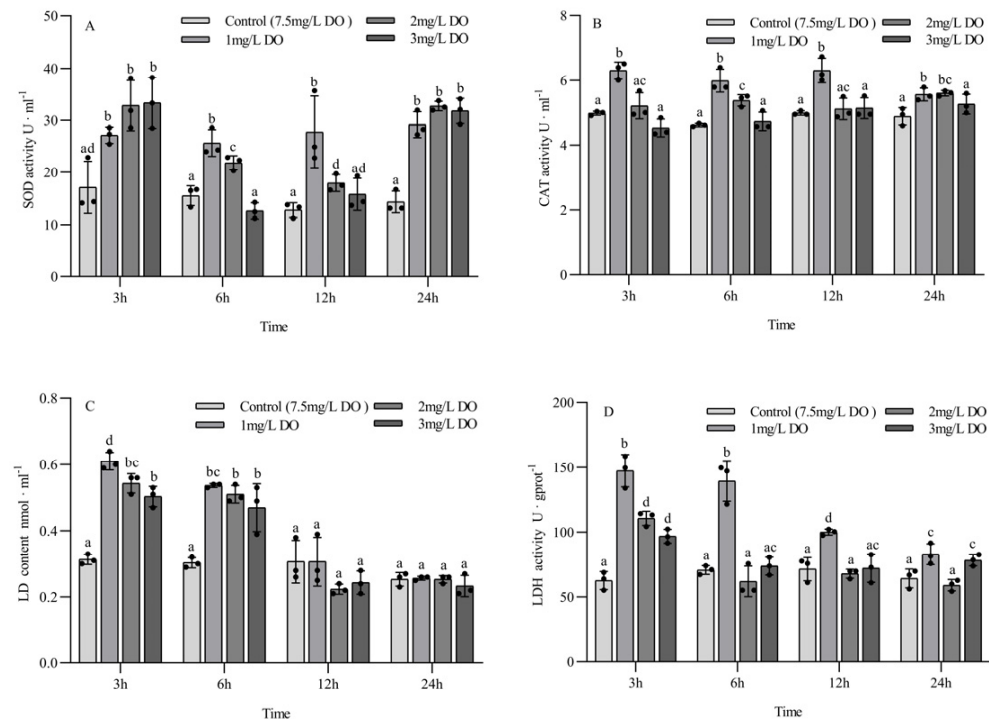 A
Control (7.5mg/L DO )
2mg/L DO
1mg/L DO
3mg/L DO
SOD activity U · ml-1
50
40
30
20
10
0
ad
b
b
b
a
b
c
a
a
b
d
ad
a
b
b
b
3h
6h
12h
24h
Time
B
Control (7.5mg/L DO )
2mg/L DO
1mg/L DO
3mg/L DO
CAT activity U · ml-1
8
6
4
2
0
a
b
ac
a
a
b
c
a
a
b
ac
a
a
b
bc
a
3h
6h
12h
24h
Time
C
Control (7.5mg/L DO )
2mg/L DO
1mg/L DO
3mg/L DO
LD content nmol · ml-1
0.8
0.6
0.4
0.2
0.0
a
d
bc
b
a
bc
b
b
a
a
a
a
a
a
a
a
3h
6h
12h
24h
Time
D
Control (7.5mg/L DO )
2mg/L DO
1mg/L DO
3mg/L DO
LDH activity U · gprot-1
200
150
100
50
0
a
b
d
d
a
b
a
ac
a
d
a
ac
a
c
a
c
3h
6h
12h
24h
Time